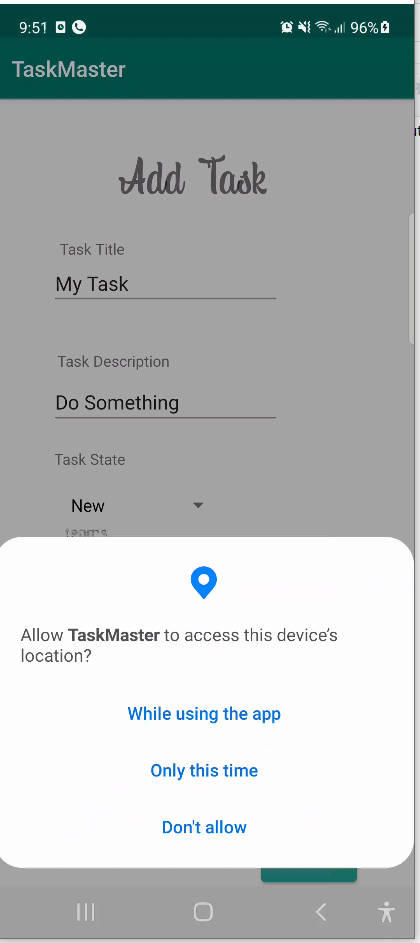 9:51 96%
TaskMaster
Add Task
Task Title
My Task
Task Description
Do Something
Task State
New
teams
Allow TaskMaster to access this device's
location?
While using the app
Only this time
Don't allow